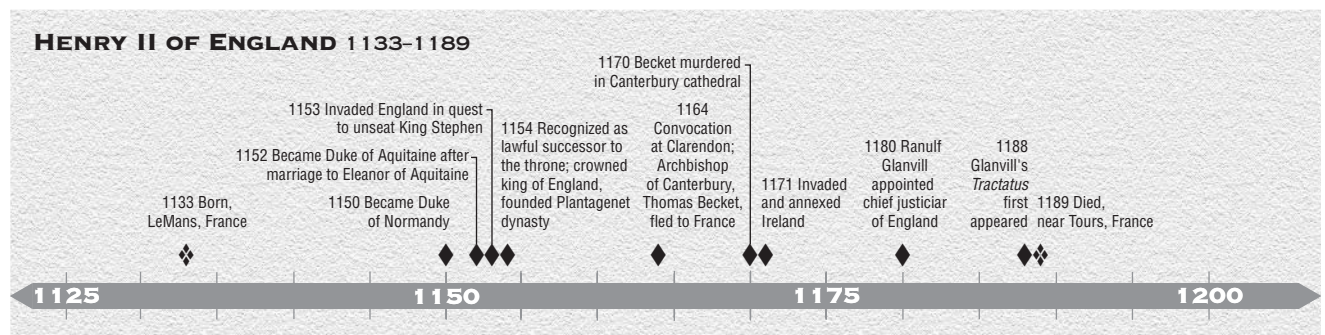 HENRY II OF ENGLAND 1133–1189
1133 Born,
LeMans, France
1150 Became Duke
of Normandy
1152 Became Duke of Aquitaine after
marriage to Eleanor of Aquitaine
1153 Invaded England in quest
to unseat King Stephen
1154 Recognized as
lawful successor to
the throne; crowned
king of England,
founded Plantagenet
dynasty
1164
Convocation
at Clarendon;
Archbishop
of Canterbury,
Thomas Becket,
fled to France
1170 Becket murdered
in Canterbury cathedral
1171 Invaded
and annexed
Ireland
1180 Ranulf
Glanvill
appointed
chief justiciar
of England
1188
Glanvill's
Tractatus
first
appeared
1189 Died,
near Tours, France
1125
1150
1175
1200